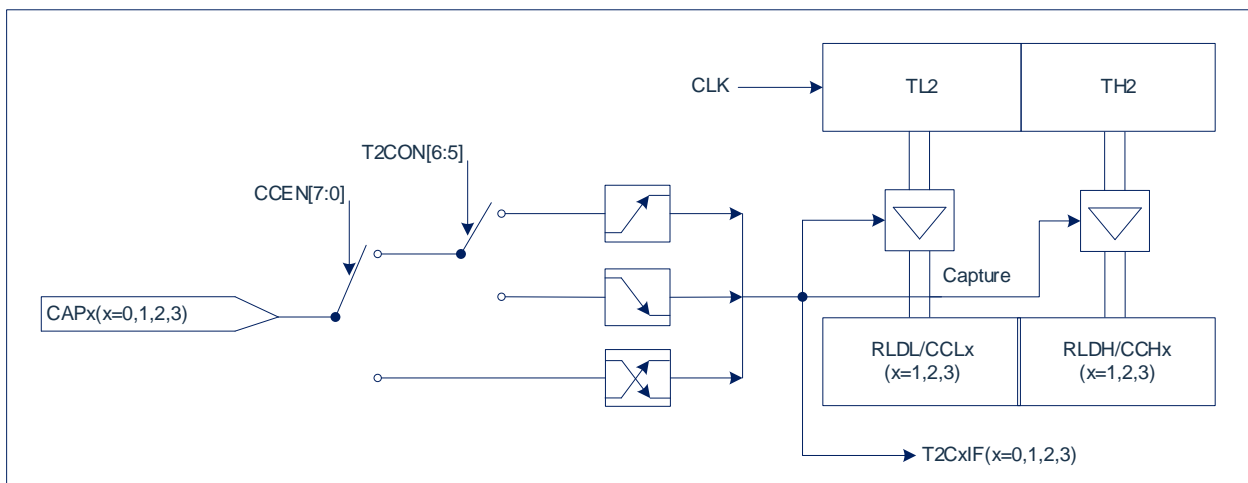 CLK
TL2
TH2
T2CON[6:5]
CCEN[7:0]
Capture
CAPx(x=0,1,2,3)
RLDL/CCLx
(x=1,2,3)
RLDH/CCHx
(x=1,2,3)
T2CxIF(x=0,1,2,3)